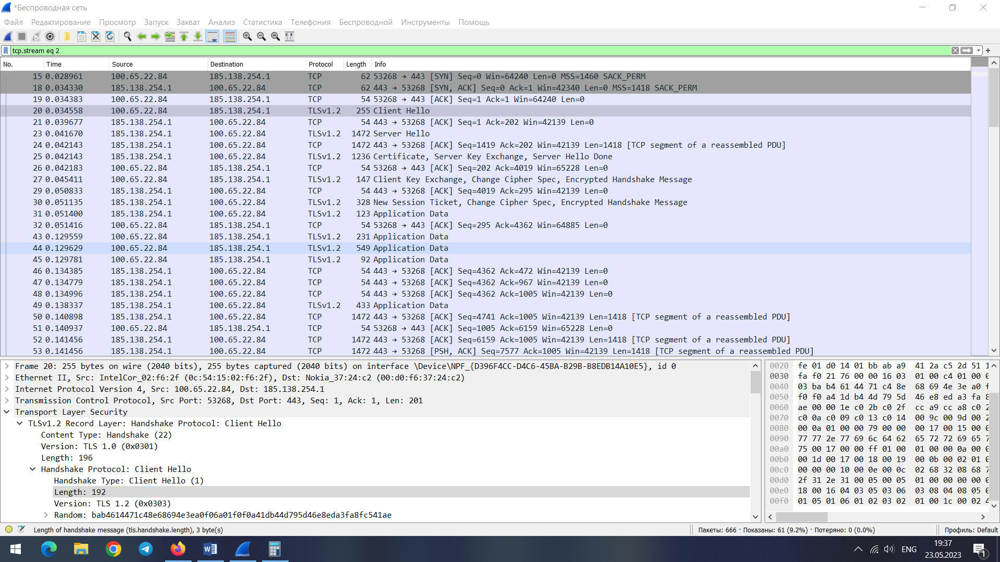 *Беспроводная сеть
Файл Редактирование Просмотр Запуск Захват Анализ Статистика Телефония Беспроводной Инструменты Помощь
tcp.stream eq 2
No. Time Source Destination Protocol Length Info
15 0.028961 100.65.22.84 185.138.254.1 TCP 62 53268 → 443 [SYN] Seq=0 Win=64240 Len=0 MSS=1460 SACK_PERM
18 0.034330 185.138.254.1 100.65.22.84 TCP 62 443 → 53268 [SYN, ACK] Seq=0 Ack=1 Win=42340 Len=0 MSS=1418 SACK_PERM
19 0.034383 100.65.22.84 185.138.254.1 TCP 54 53268 → 443 [ACK] Seq=1 Ack=1 Win=64240 Len=0
20 0.034558 100.65.22.84 185.138.254.1 TLSv1.2 255 Client Hello
21 0.039677 185.138.254.1 100.65.22.84 TCP 54 443 → 53268 [ACK] Seq=1 Ack=202 Win=42139 Len=0
23 0.041670 185.138.254.1 100.65.22.84 TLSv1.2 1472 Server Hello
24 0.042143 185.138.254.1 100.65.22.84 TCP 1472 443 → 53268 [ACK] Seq=1419 Ack=202 Win=42139 Len=1418 [TCP segment of a reassembled PDU]
25 0.042143 185.138.254.1 100.65.22.84 TLSv1.2 1236 Certificate, Server Key Exchange, Server Hello Done
26 0.042183 100.65.22.84 185.138.254.1 TCP 54 53268 → 443 [ACK] Seq=202 Ack=4019 Win=65228 Len=0
27 0.045411 100.65.22.84 185.138.254.1 TLSv1.2 147 Client Key Exchange, Change Cipher Spec, Encrypted Handshake Message
29 0.050833 185.138.254.1 100.65.22.84 TCP 54 443 → 53268 [ACK] Seq=4019 Ack=295 Win=42139 Len=0
30 0.051135 185.138.254.1 100.65.22.84 TLSv1.2 328 New Session Ticket, Change Cipher Spec, Encrypted Handshake Message
31 0.051400 185.138.254.1 100.65.22.84 TLSv1.2 123 Application Data
32 0.051416 100.65.22.84 185.138.254.1 TCP 54 53268 → 443 [ACK] Seq=295 Ack=4362 Win=64885 Len=0
43 0.129559 100.65.22.84 185.138.254.1 TLSv1.2 231 Application Data
44 0.129629 100.65.22.84 185.138.254.1 TLSv1.2 549 Application Data
45 0.129781 100.65.22.84 185.138.254.1 TLSv1.2 92 Application Data
46 0.134385 185.138.254.1 100.65.22.84 TCP 54 443 → 53268 [ACK] Seq=4362 Ack=472 Win=42139 Len=0
47 0.134779 185.138.254.1 100.65.22.84 TCP 54 443 → 53268 [ACK] Seq=4362 Ack=967 Win=42139 Len=0
48 0.134996 185.138.254.1 100.65.22.84 TCP 54 443 → 53268 [ACK] Seq=4362 Ack=1005 Win=42139 Len=0
49 0.138337 185.138.254.1 100.65.22.84 TLSv1.2 433 Application Data
50 0.140898 185.138.254.1 100.65.22.84 TCP 1472 443 → 53268 [ACK] Seq=4741 Ack=1005 Win=42139 Len=1418 [TCP segment of a reassembled PDU]
51 0.140937 100.65.22.84 185.138.254.1 TCP 54 53268 → 443 [ACK] Seq=1005 Ack=6159 Win=65228 Len=0
52 0.141456 185.138.254.1 100.65.22.84 TCP 1472 443 → 53268 [ACK] Seq=6159 Ack=1005 Win=42139 Len=1418 [TCP segment of a reassembled PDU]
53 0.141456 185.138.254.1 100.65.22.84 TCP 1472 443 → 53268 [PSH, ACK] Seq=7577 Ack=1005 Win=42139 Len=1418 [TCP segment of a reassembled PDU]
Frame 20: 255 bytes on wire (2040 bits), 255 bytes captured (2040 bits) on interface \Device\NPF_{D396F4CC-D4C6-45BA-B29B-B8EDB14A10E5}, id 0
Ethernet II, Src: IntelCor_02:f6:2f (0c:54:15:02:f6:2f), Dst: Nokia_37:24:c2 (00:d0:f6:37:24:c2)
Internet Protocol Version 4, Src: 100.65.22.84, Dst: 185.138.254.1
Transmission Control Protocol, Src Port: 53268, Dst Port: 443, Seq: 1, Ack: 1, Len: 201
Transport Layer Security
TLSv1.2 Record Layer: Handshake Protocol: Client Hello
Content Type: Handshake (22)
Version: TLS 1.0 (0x0301)
Length: 196
Handshake Protocol: Client Hello
Handshake Type: Client Hello (1)
Length: 192
Version: TLS 1.2 (0x0303)
Random: bab4614471c48e68694e3ea0f06a01f0f0a41db44d795d46e8eda3fa8fc541ae
0020 fe 01 d0 14 01 bb ab a9 41 2a c5 2d 51 1
0030 fa f0 21 76 00 00 16 03 01 00 c4 01 00 0
0040 03 ba b4 61 44 71 c4 8e 68 69 4e 3e a0 f
0050 f0 f0 a4 1d b4 4d 79 5d 46 e8 ed a3 fa 8
0060 ae 00 00 1e c0 2b c0 2f cc a9 cc a8 c0 2
0070 c0 0a c0 09 c0 13 c0 14 00 9c 00 9d 00 2
0080 00 0a 01 00 00 79 00 00 00 17 00 15 00 0
0090 77 77 2e 77 69 6c 64 62 65 72 72 69 65 7
00a0 75 00 17 00 00 ff 01 00 01 00 00 0a 00 0
00b0 00 1d 00 17 00 18 00 19 00 0b 00 02 01 0
00c0 00 00 00 10 00 0e 00 0c 02 68 32 08 68 7
00d0 2f 31 2e 31 00 05 00 05 01 00 00 00 00 0
00e0 18 00 16 04 03 05 03 06 03 08 04 08 05 0
00f0 01 05 01 06 01 02 03 02 01 00 1c 00 02 4
Length of handshake message (tls.handshake.length), 3 byte(s)
Пакеты: 666 · Показаны: 61 (9.2%) · Потеряно: 0 (0.0%)
Профиль: Default
ENG
19:37
23.05.2023
1